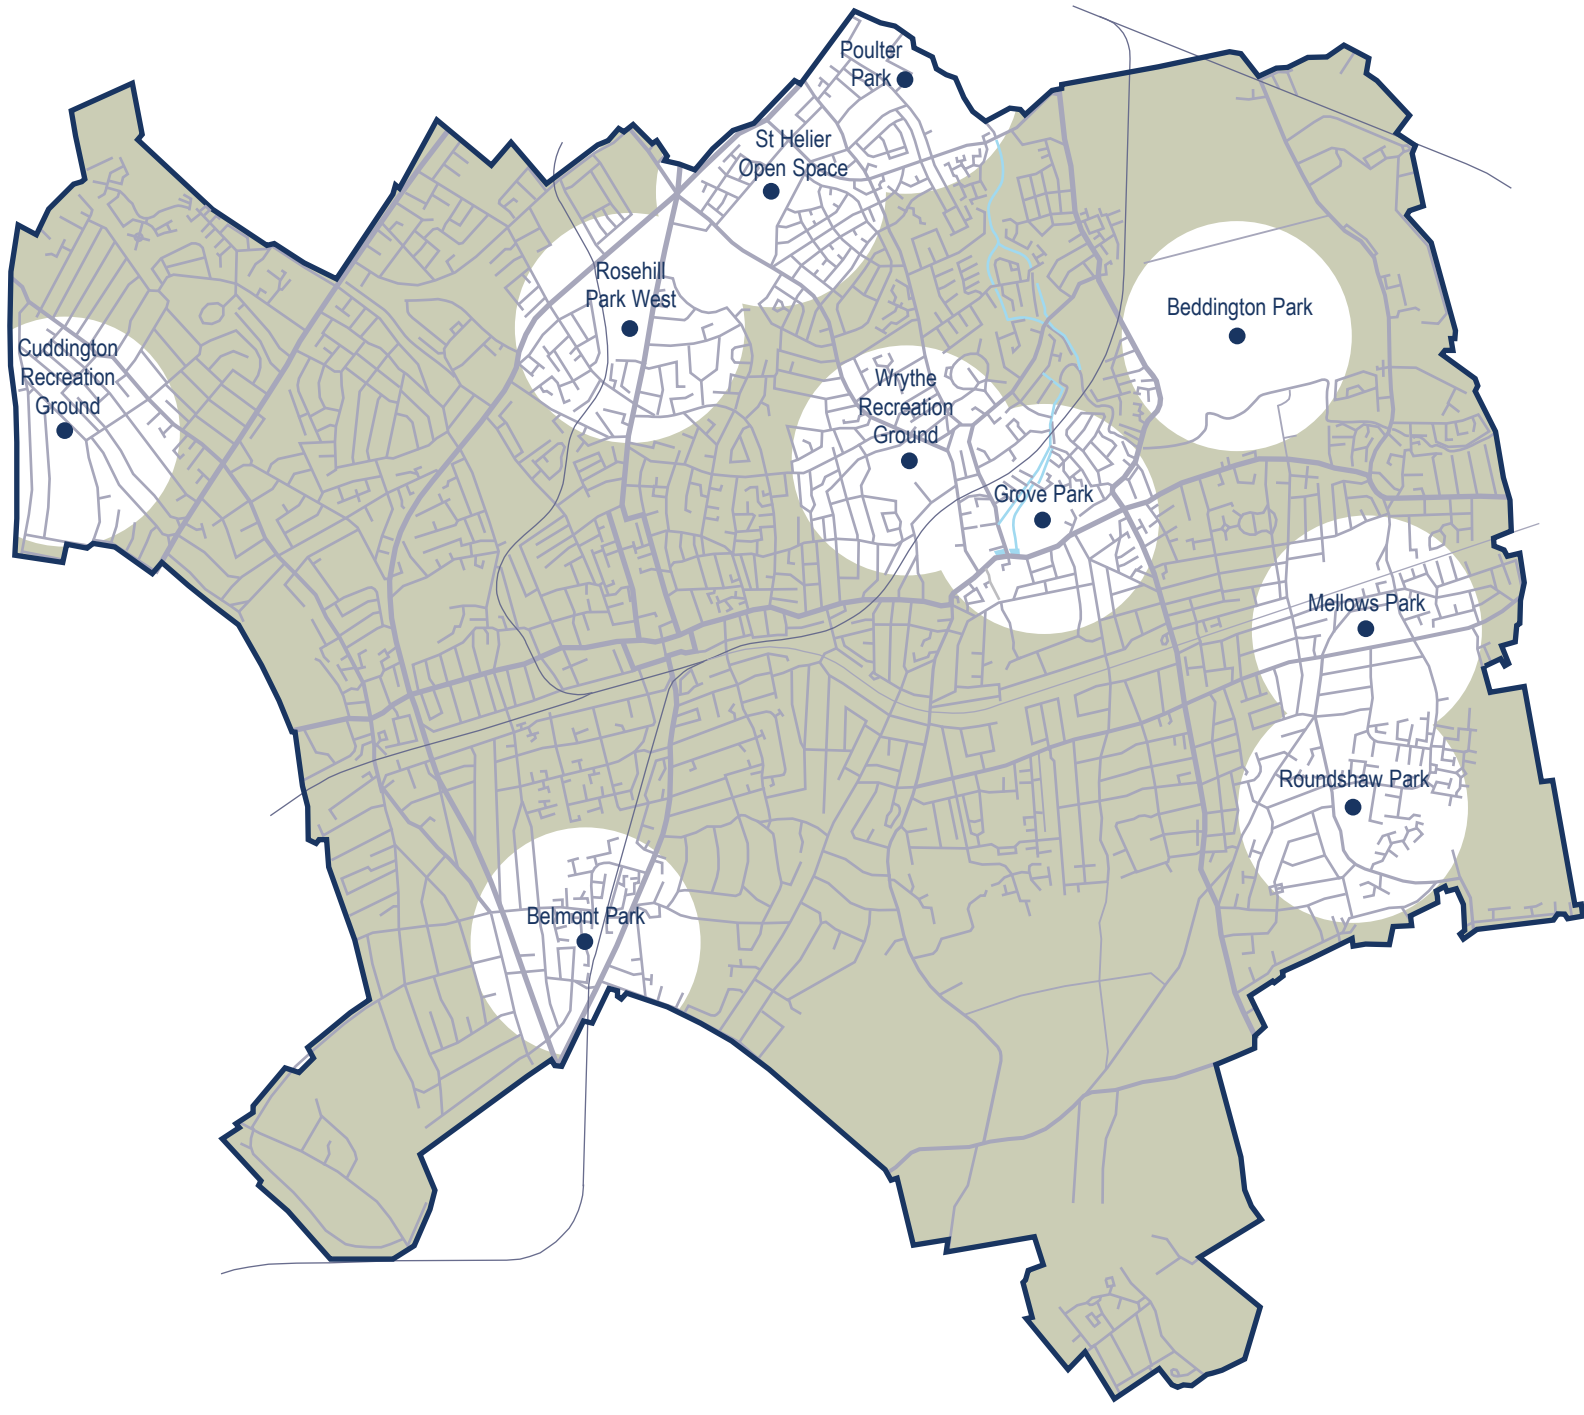 Poulter
Park
St Helier
Open Space
Rosehill
Park West
Beddington Park
Cuddington
Recreation
Ground
Wrythe
Recreation
Ground
Grove Park
Mellows Park
Roundshaw Park
Belmont Park